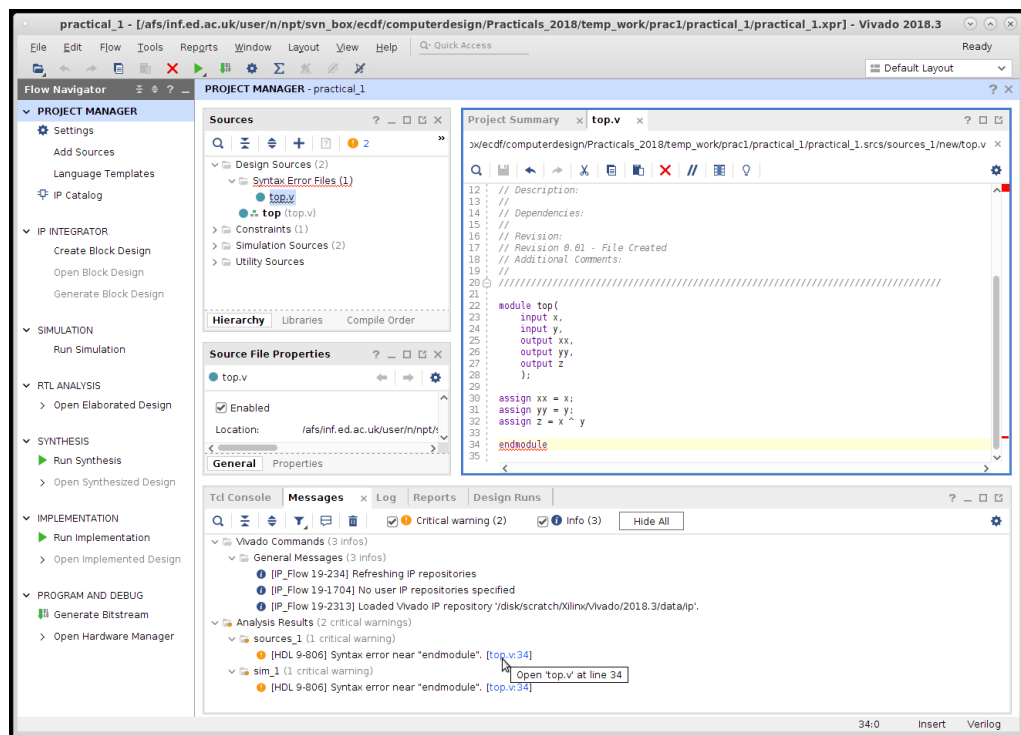 practical_1 - [/afs/inf.ed.ac.uk/user/n/npt/svn_box/ecdf/computerdesign/Practicals_2018/temp_work/prac1/practical_1/practical_1.xpr] - Vivado 2018.3
File Edit Flow Tools Reports Window Layout View Help Quick Access Ready
Default Layout
Flow Navigator
PROJECT MANAGER
Settings
Add Sources
Language Templates
IP Catalog
IP INTEGRATOR
Create Block Design
Open Block Design
Generate Block Design
SIMULATION
Run Simulation
RTL ANALYSIS
Open Elaborated Design
SYNTHESIS
Run Synthesis
Open Synthesized Design
IMPLEMENTATION
Run Implementation
Open Implemented Design
PROGRAM AND DEBUG
Generate Bitstream
Open Hardware Manager
PROJECT MANAGER - practical_1
Sources
2
Design Sources (2)
Syntax Error Files (1)
top.v
top (top.v)
Constraints (1)
Simulation Sources (2)
Utility Sources
Hierarchy Libraries Compile Order
Source File Properties
top.v
Enabled
Location: /afs/inf.ed.ac.uk/user/n/npt/s
General Properties
Project Summary top.v
ox/ecdf/computerdesign/Practicals_2018/temp_work/prac1/practical_1/practical_1.srcs/sources_1/new/top.v
12 // Description:
13 //
14 // Dependencies:
15 //
16 // Revision:
17 // Revision 0.01 - File Created
18 // Additional Comments:
19 //
20 //////////////////////////////////////////////////////////////////////////////////
21
22 module top(
23 input x,
24 input y,
25 output xx,
26 output yy,
27 output z
28 );
29
30 assign xx = x;
31 assign yy = y;
32 assign z = x ^ y
33
34 endmodule
35
Tcl Console Messages Log Reports Design Runs
Critical warning (2) Info (3) Hide All
Vivado Commands (3 infos)
General Messages (3 infos)
[IP_Flow 19-234] Refreshing IP repositories
[IP_Flow 19-1704] No user IP repositories specified
[IP_Flow 19-2313] Loaded Vivado IP repository '/disk/scratch/Xilinx/Vivado/2018.3/data/ip'.
Analysis Results (2 critical warnings)
sources_1 (1 critical warning)
[HDL 9-806] Syntax error near "endmodule". [top.v:34]
Open 'top.v' at line 34
sim_1 (1 critical warning)
[HDL 9-806] Syntax error near "endmodule". [top.v:34]
34:0 Insert Verilog